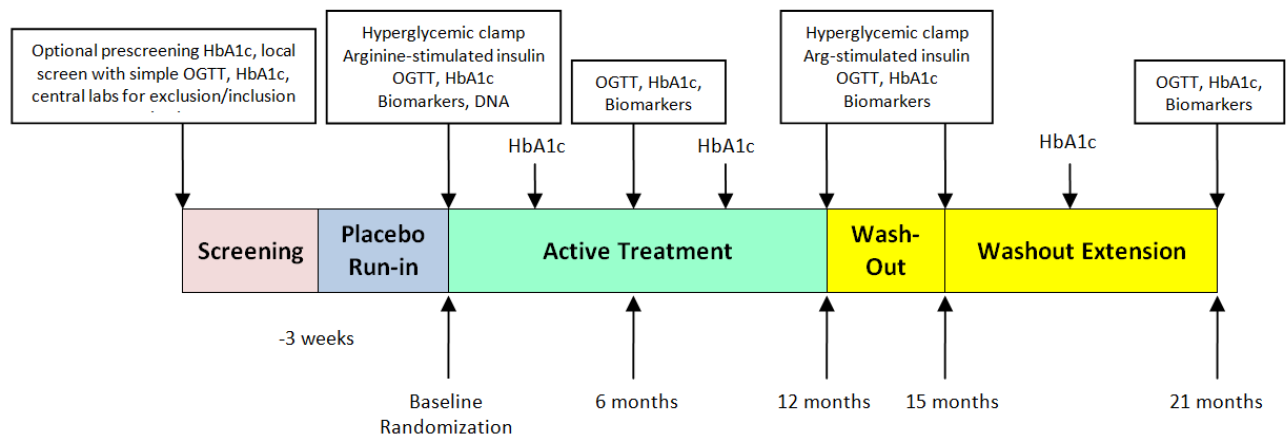 Optional prescreening HbA1c, local
screen with simple OGTT, HbA1c,
central labs for exclusion/inclusion
Hyperglycemic clamp
Arginine-stimulated insulin
OGTT, HbA1c
Biomarkers, DNA
OGTT, HbA1c,
Biomarkers
Hyperglycemic clamp
Arg-stimulated insulin
OGTT, HbA1c
Biomarkers
OGTT, HbA1c,
Biomarkers
HbA1c
HbA1c
HbA1c
Screening
Placebo
Run-in
Active Treatment
Wash-
Out
Washout Extension
-3 weeks
Baseline
Randomization
6 months
12 months
15 months
21 months